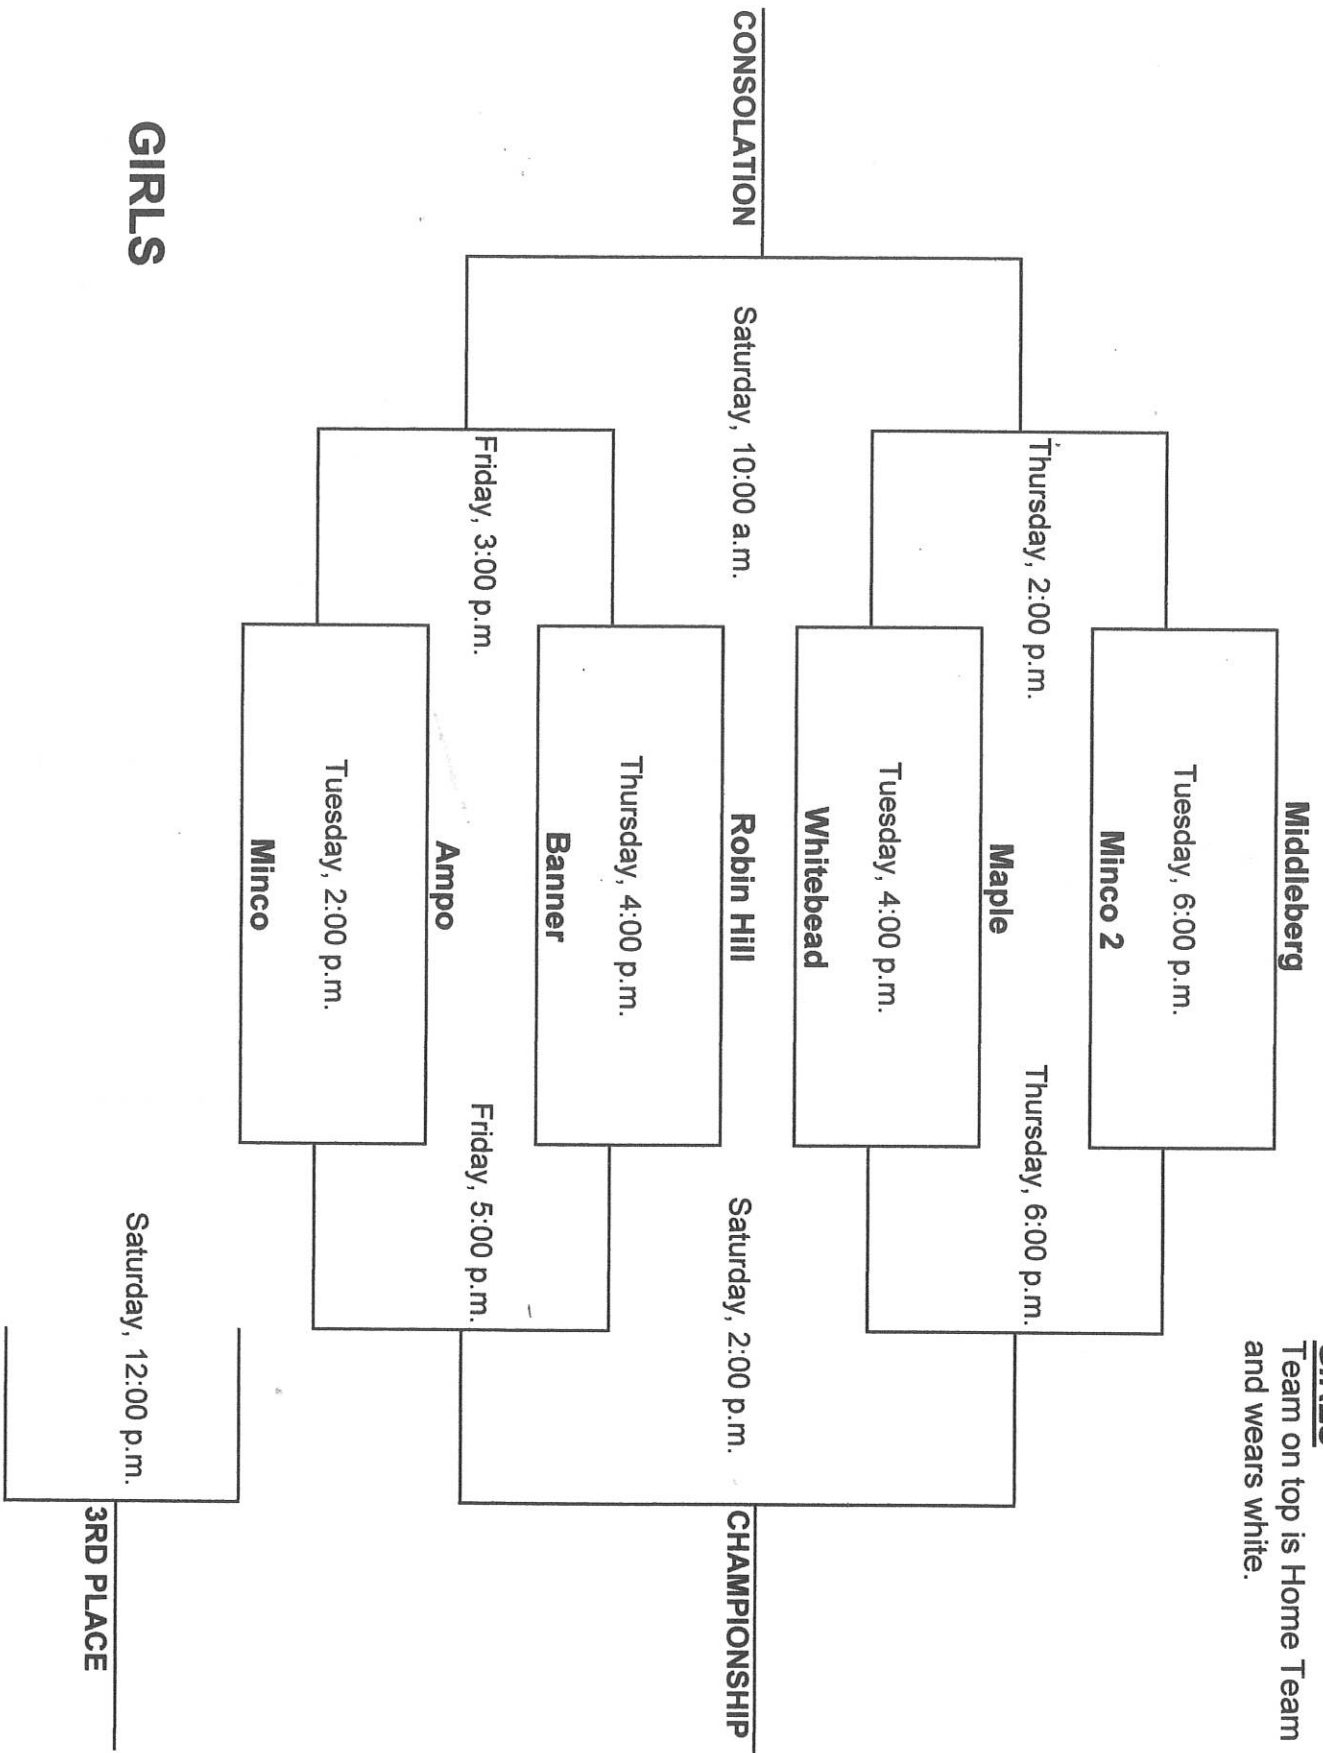 Team on top is Home Team
and wears white.
Middleberg
Tuesday, 6:00 p.m.
Minco 2
Thursday, 2:00 p.m.
Thursday, 6:00 p.m.
Maple
Tuesday, 4:00 p.m.
Whitebead
CONSOLATION
Saturday, 10:00 a.m.
Saturday, 2:00 p.m.
CHAMPIONSHIP
Robin Hill
Thursday, 4:00 p.m.
Banner
Friday, 3:00 p.m.
Friday, 5:00 p.m.
Ampo
Tuesday, 2:00 p.m.
Minco
GIRLS
Saturday, 12:00 p.m.
3RD PLACE